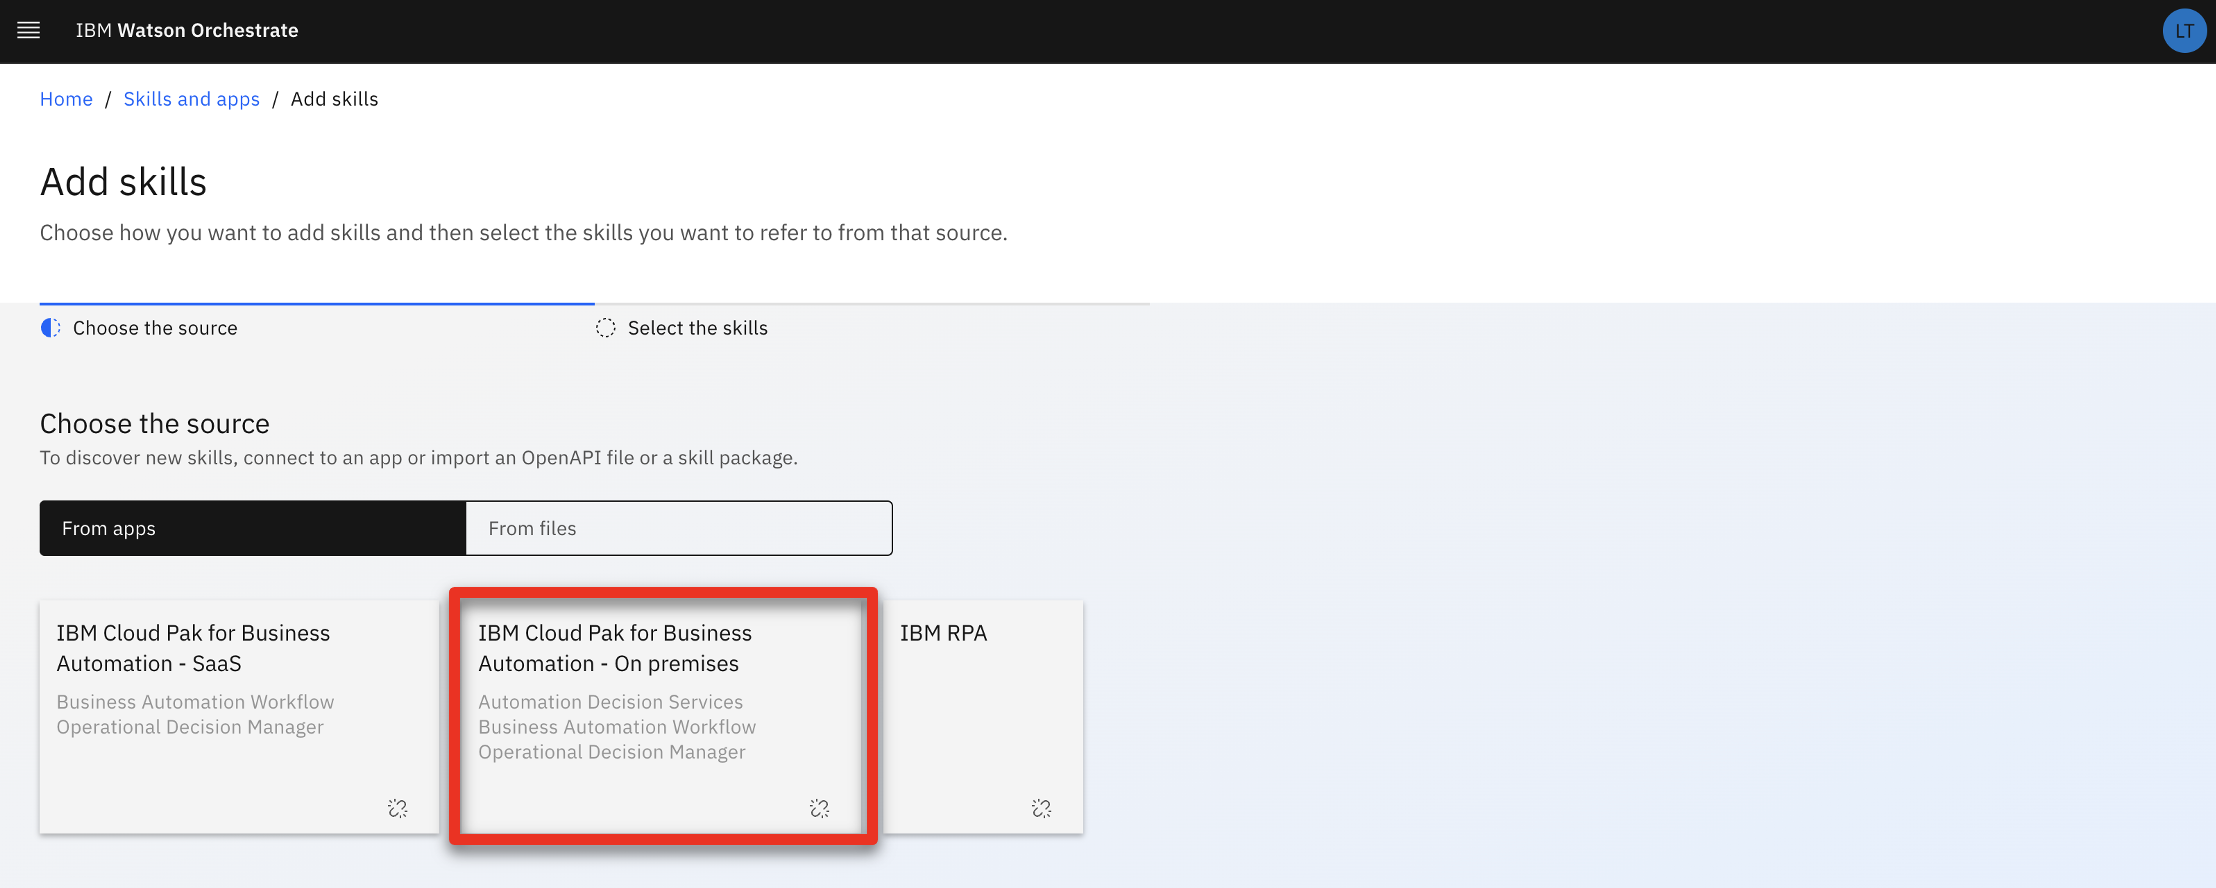 IBM Watson Orchestrate
LT
Home / Skills and apps / Add skills
Add skills
Choose how you want to add skills and then select the skills you want to refer to from that source.
Choose the source
Select the skills
Choose the source
To discover new skills, connect to an app or import an OpenAPI file or a skill package.
From apps
From files
IBM Cloud Pak for Business
Automation - SaaS
Business Automation Workflow
Operational Decision Manager
IBM Cloud Pak for Business
Automation - On premises
Automation Decision Services
Business Automation Workflow
Operational Decision Manager
IBM RPA